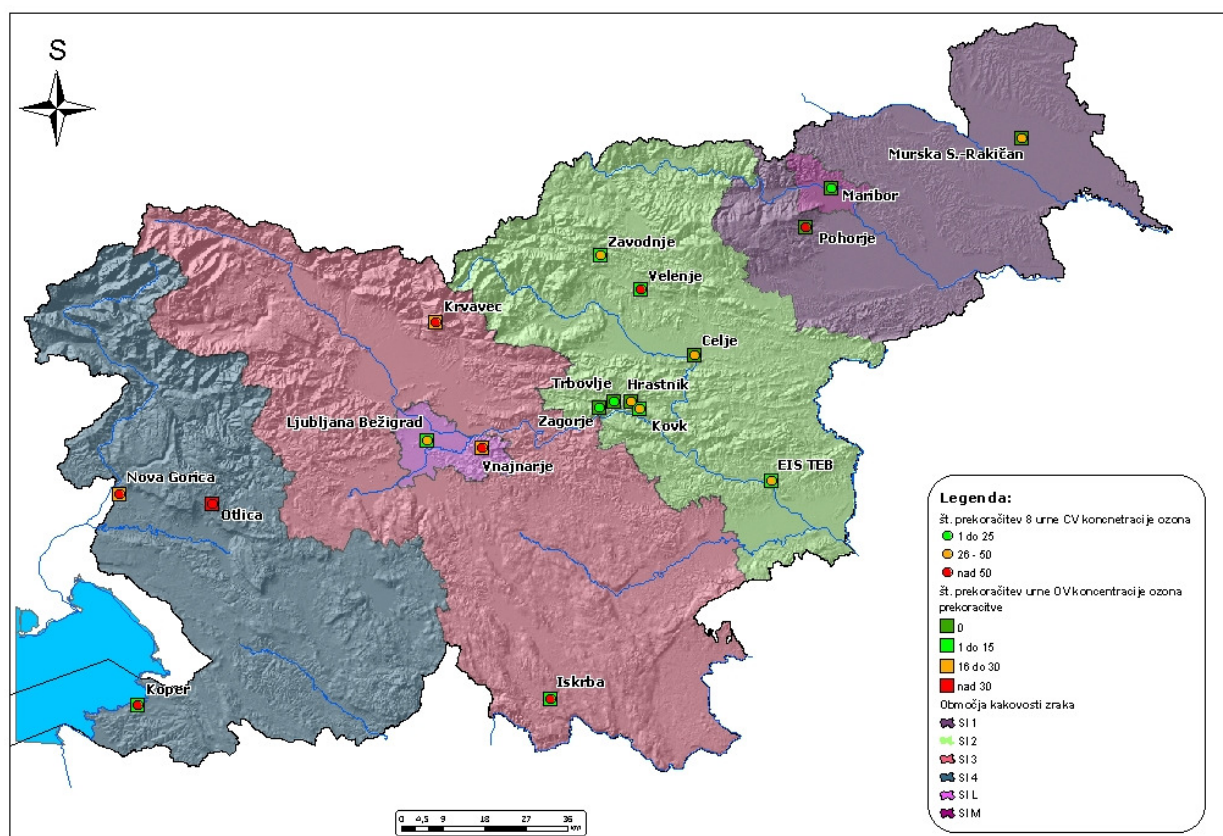 S
Murska S.-Rakičan
Maribor
Pohorje
Zavodnje
Velenje
Krvavec
Celje
Trbovlje
Hrastnik
Zagorje
Kovk
Ljubljana Bežigrad
Vnajnarje
EIS TEB
Nova Gorica
Otlica
Koper
Iskrba
Legenda:
št. prekoračitev 8 urne CV koncnetracije ozona
1 do 25
26 - 50
nad 50
št. prekoračitev urne OV koncentracije ozona
prekoracitve
0
1 do 15
16 do 30
nad 30
Območja kakovosti zraka
SI 1
SI 2
SI 3
SI 4
SI L
SI M
0 4,5 9 18 27 36
km